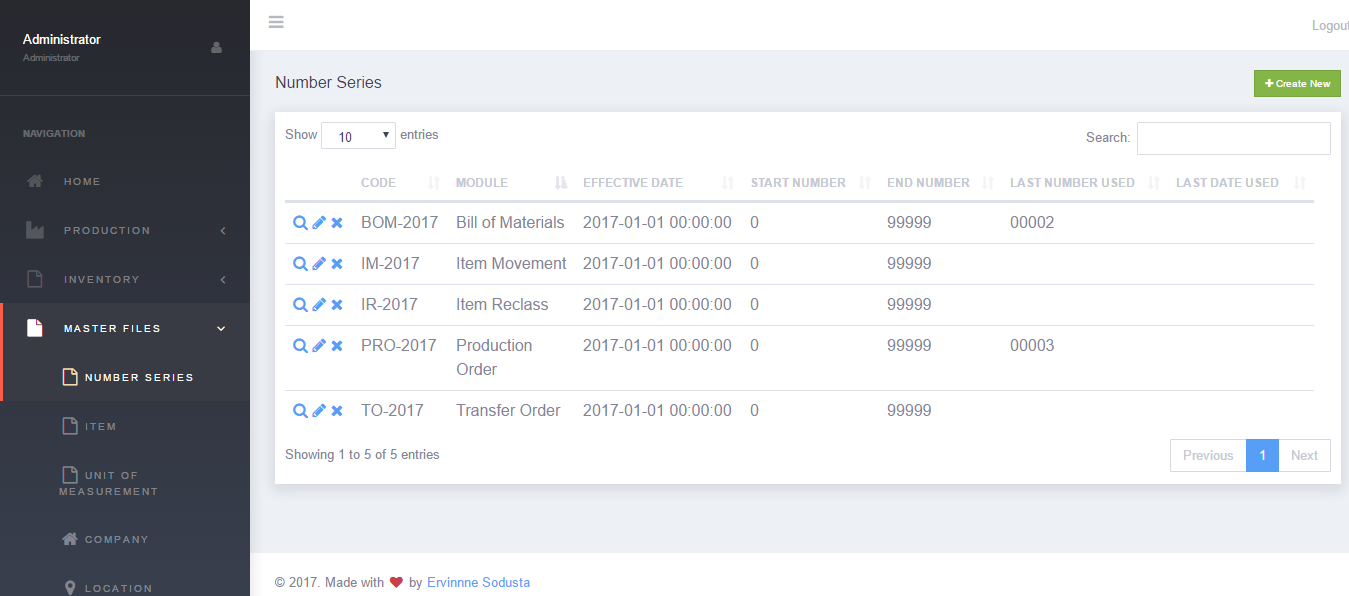 Administrator
Administrator
NAVIGATION
HOME
PRODUCTION
INVENTORY
MASTER FILES
NUMBER SERIES
ITEM
UNIT OF
MEASUREMENT
COMPANY
LOCATION
Logout
Number Series
Create New
Show 10 entries
Search:
CODE MODULE EFFECTIVE DATE START NUMBER END NUMBER LAST NUMBER USED LAST DATE USED
BOM-2017 Bill of Materials 2017-01-01 00:00:00 0 99999 00002
IM-2017 Item Movement 2017-01-01 00:00:00 0 99999
IR-2017 Item Reclass 2017-01-01 00:00:00 0 99999
PRO-2017 Production 2017-01-01 00:00:00 0 99999 00003
Order
TO-2017 Transfer Order 2017-01-01 00:00:00 0 99999
Showing 1 to 5 of 5 entries
Previous 1 Next
© 2017. Made with ❤ by Ervinnne Sodusta